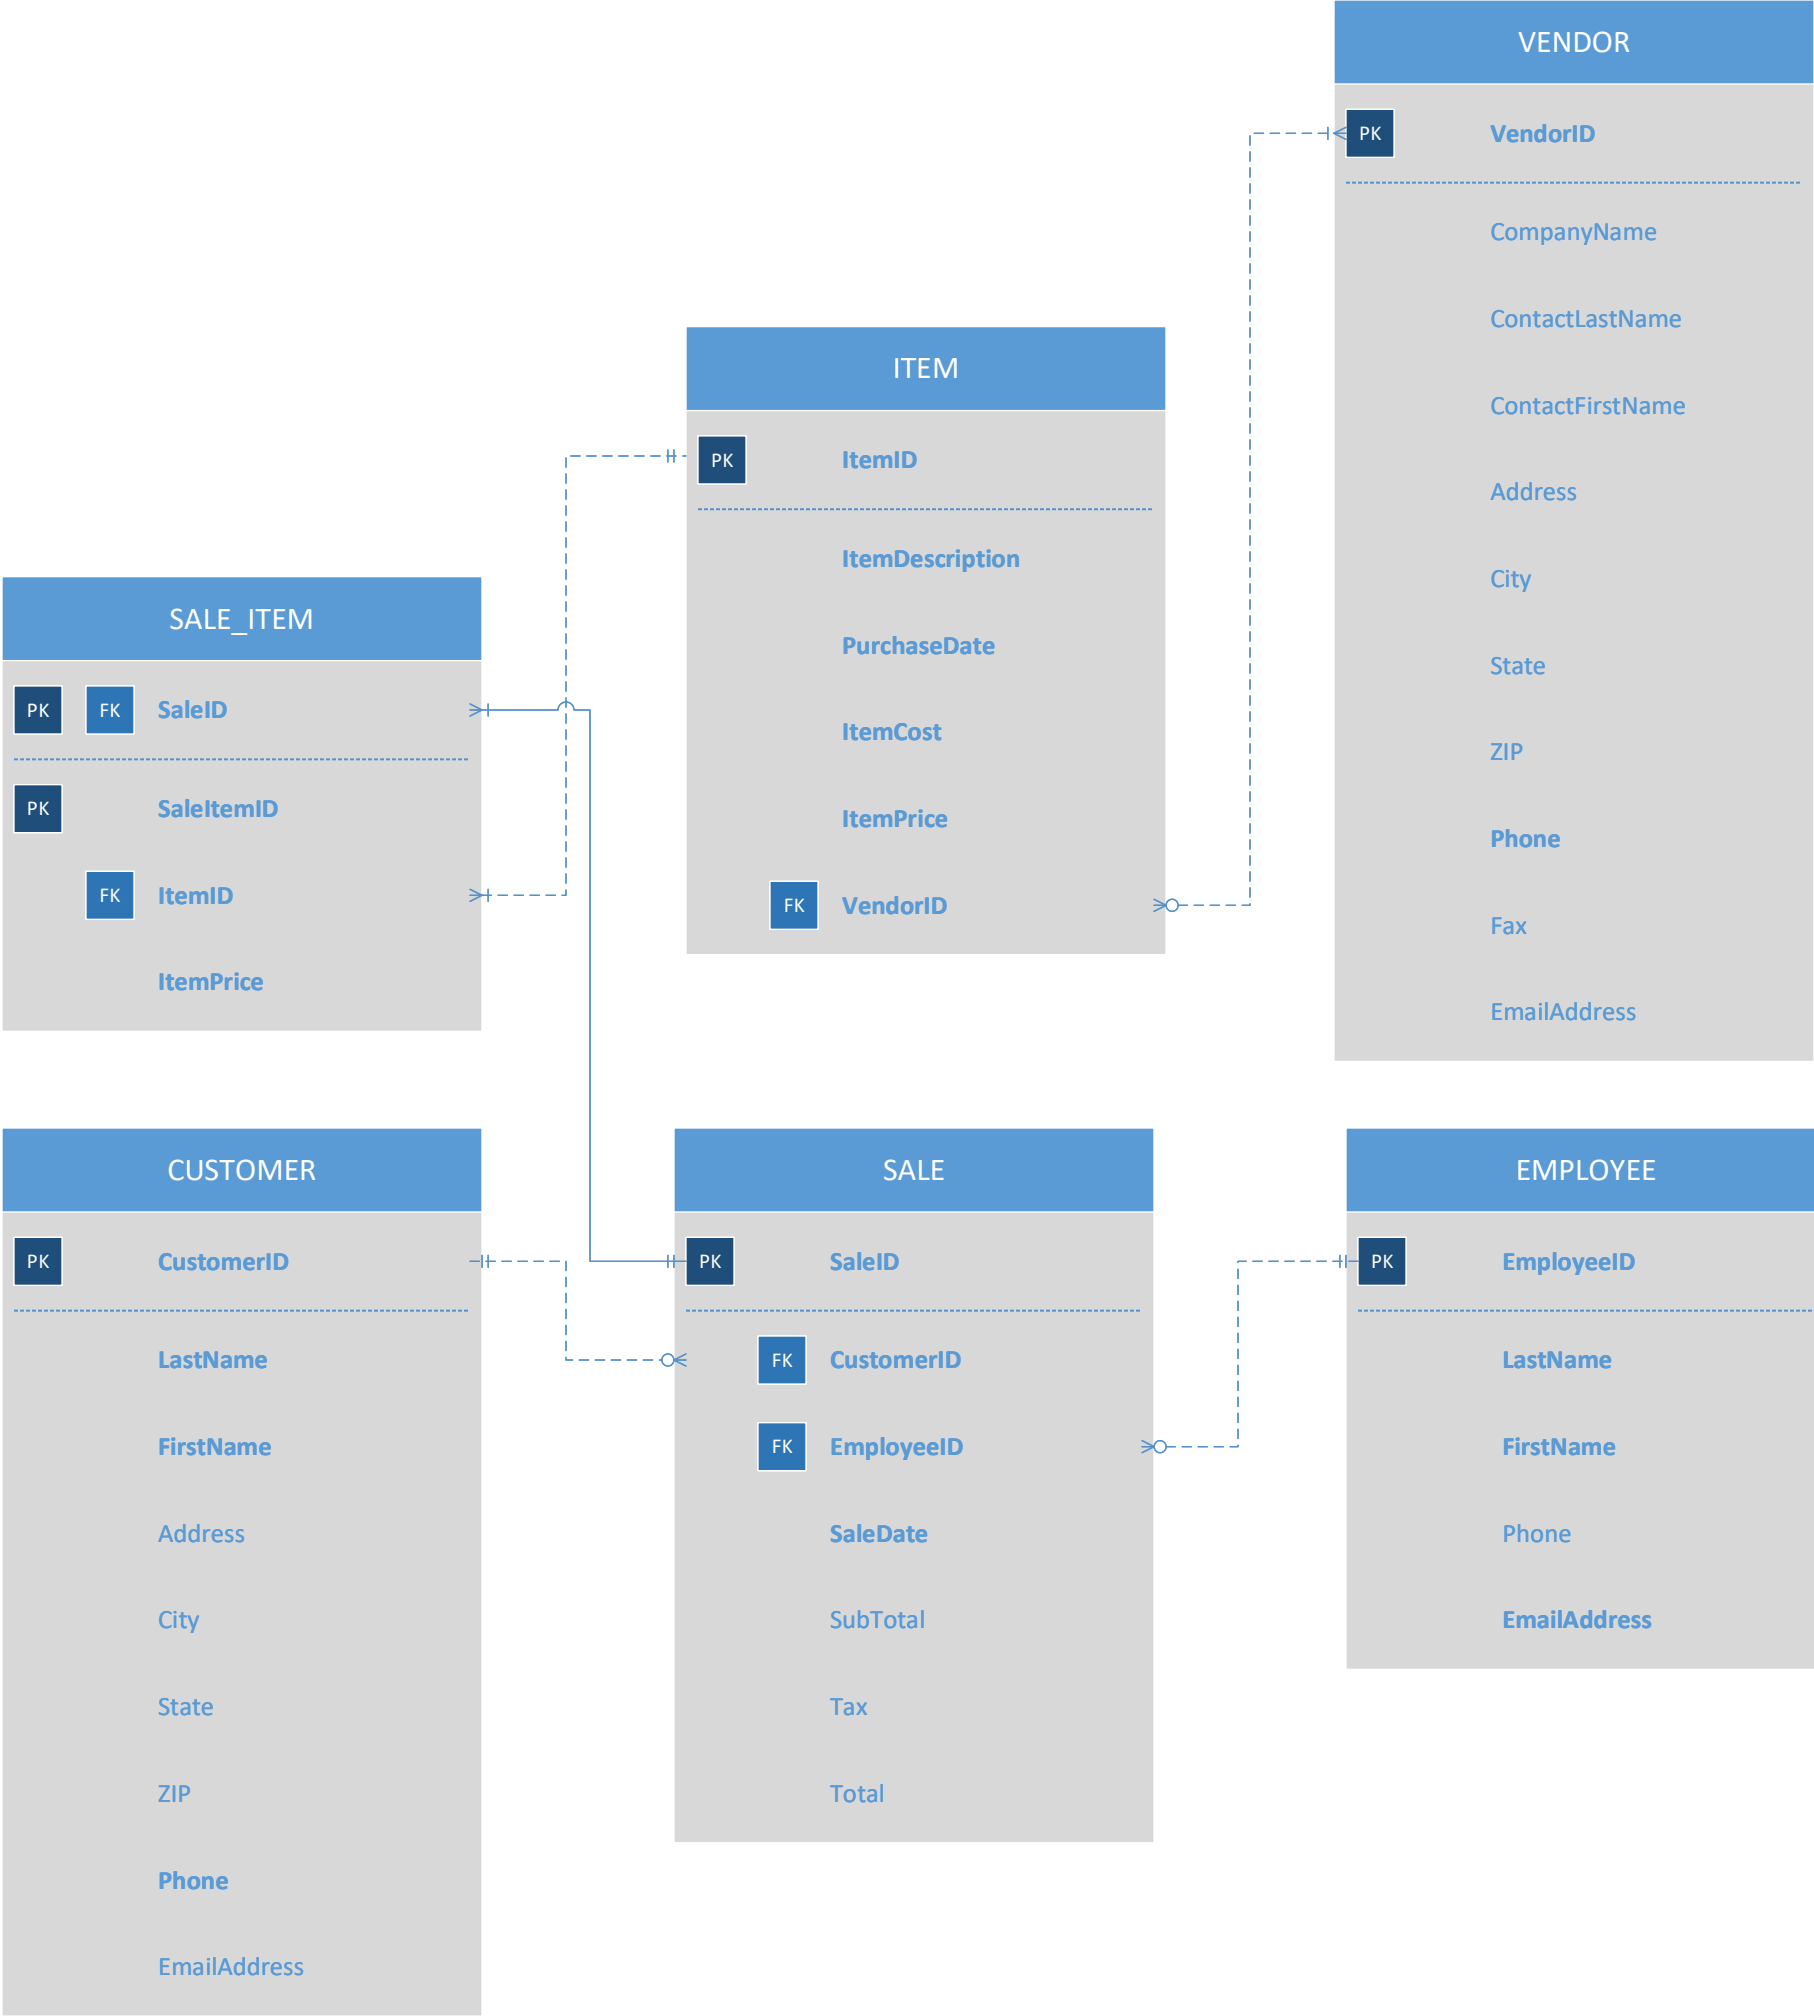 VENDOR
PK VendorID
CompanyName
ContactLastName
ContactFirstName
Address
City
State
ZIP
Phone
Fax
EmailAddress
ITEM
PK ItemID
ItemDescription
PurchaseDate
ItemCost
ItemPrice
FK VendorID
SALE_ITEM
PK FK SaleID
PK SaleItemID
FK ItemID
ItemPrice
CUSTOMER
PK CustomerID
LastName
FirstName
Address
City
State
ZIP
Phone
EmailAddress
SALE
PK SaleID
FK CustomerID
FK EmployeeID
SaleDate
SubTotal
Tax
Total
EMPLOYEE
PK EmployeeID
LastName
FirstName
Phone
EmailAddress